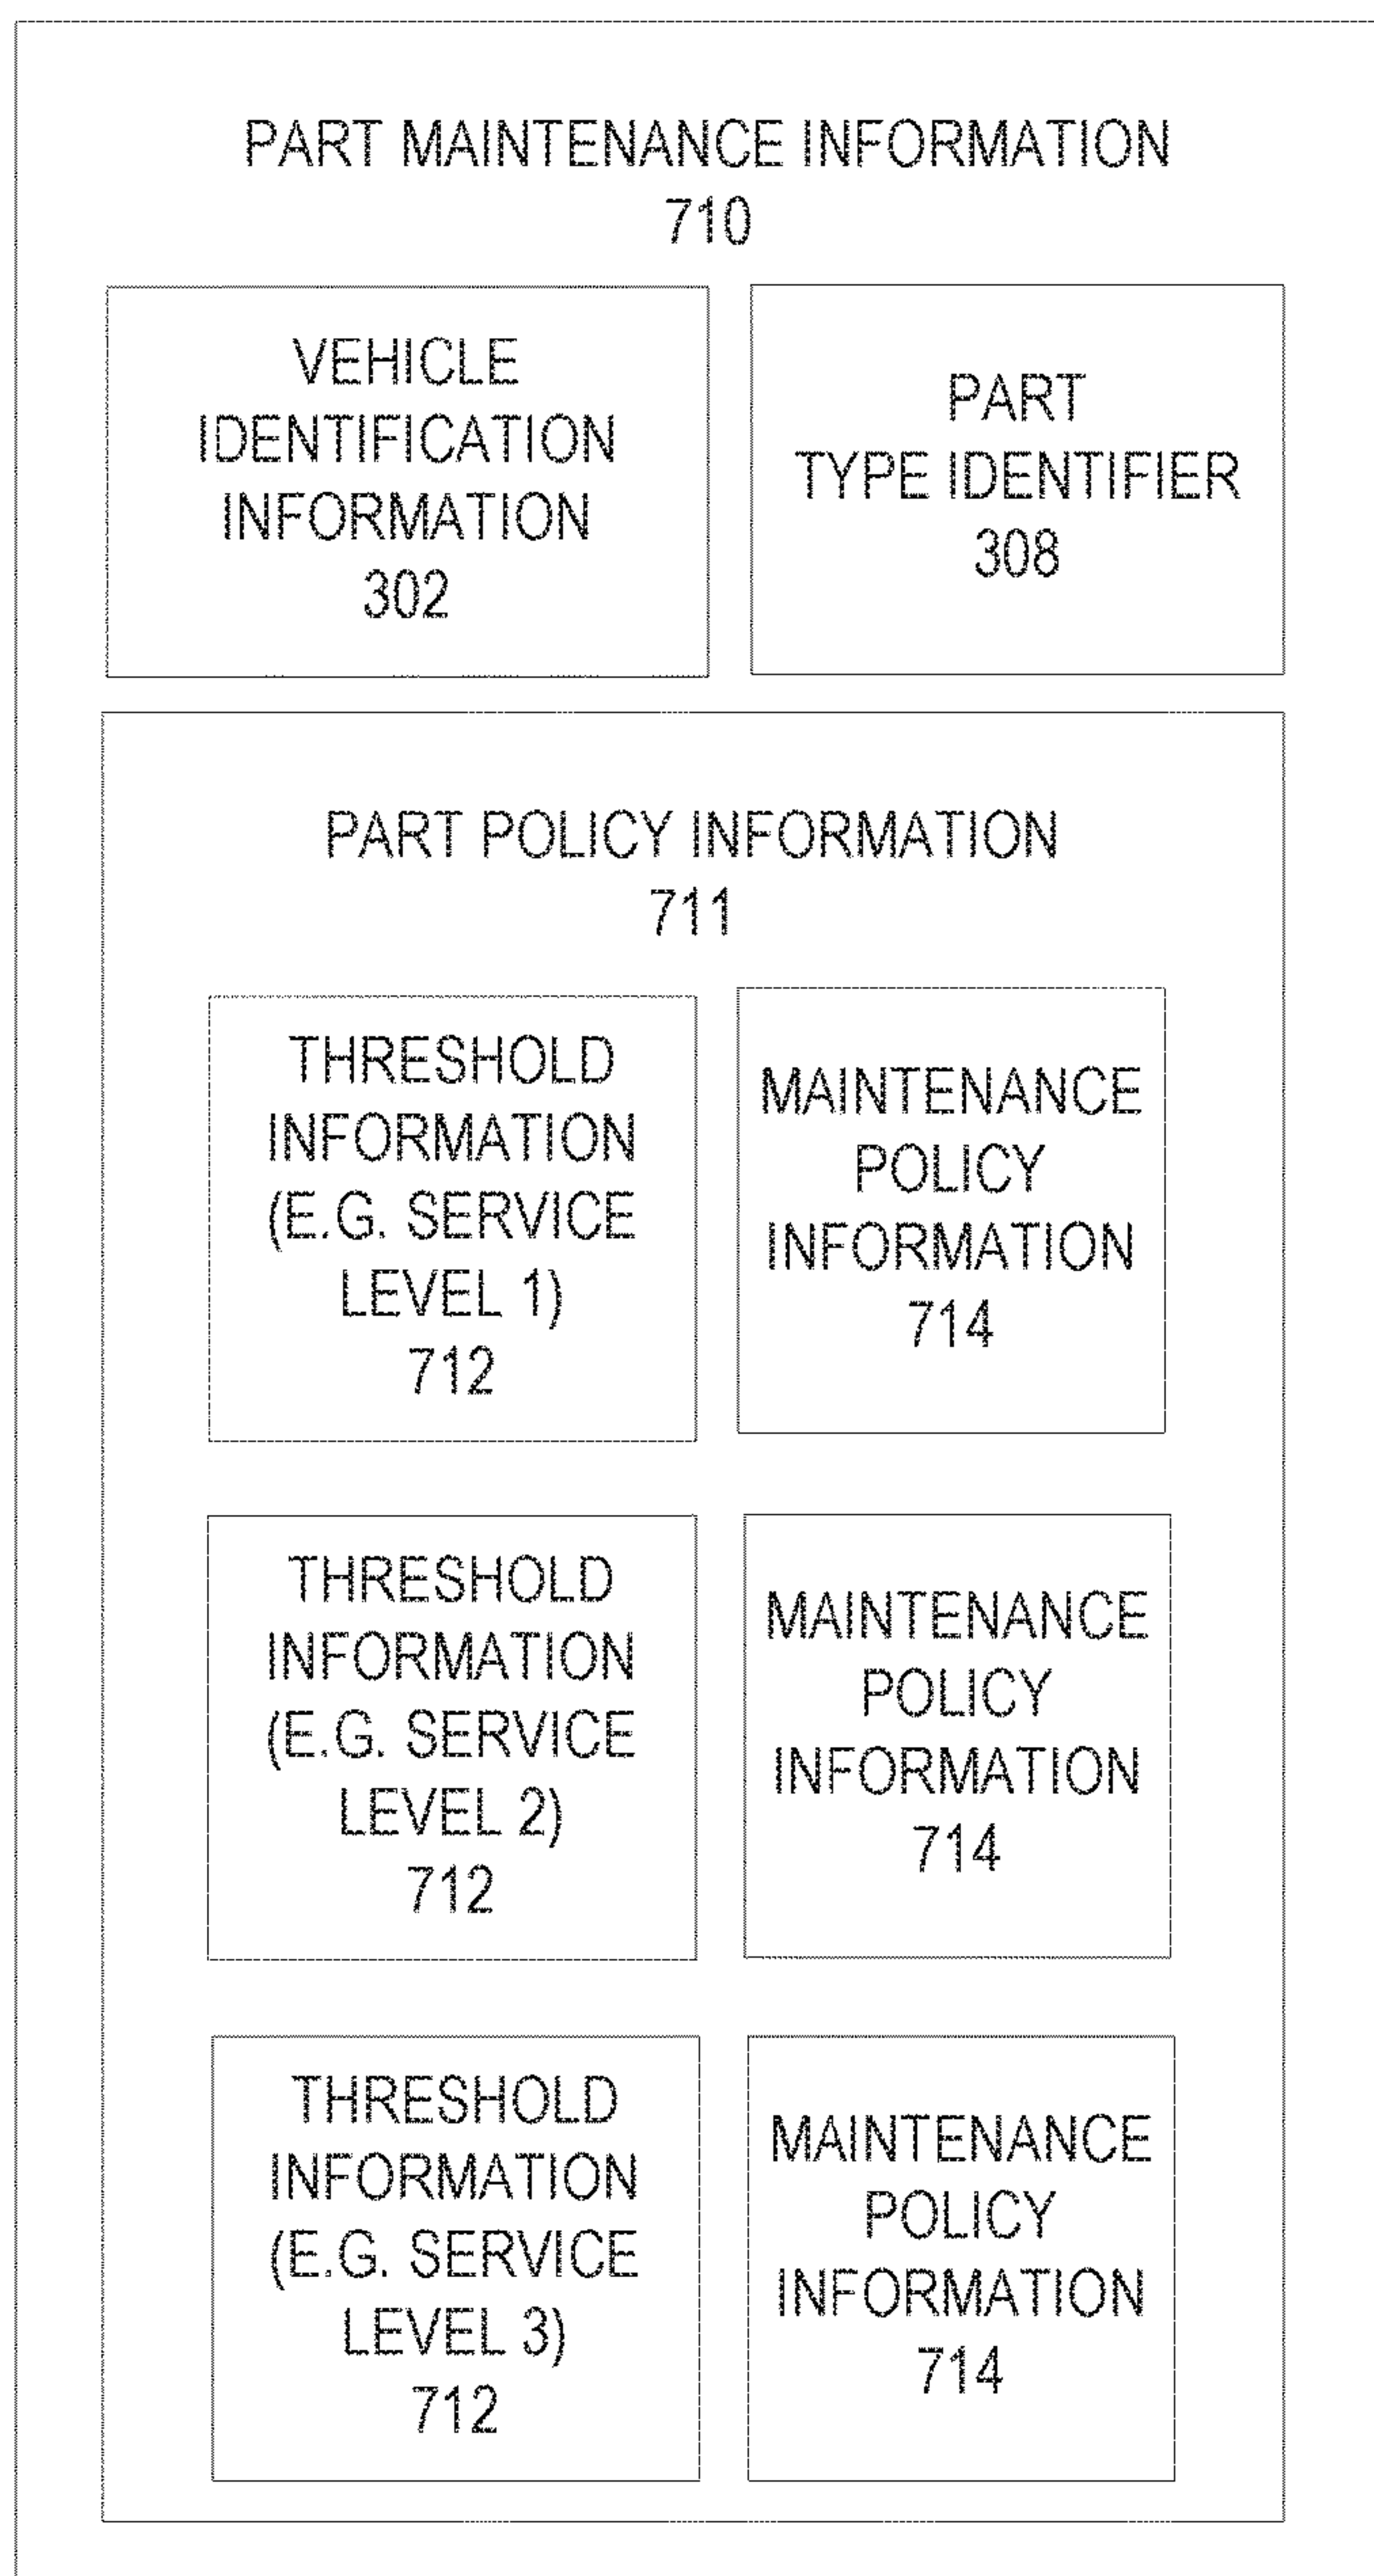 PART MAINTENANCE INFORMATION
710
VEHICLE
IDENTIFICATION
INFORMATION
302
PART
TYPE IDENTIFIER
308
PART POLICY INFORMATION
711
THRESHOLD
INFORMATION
(E.G. SERVICE
LEVEL 1)
712
MAINTENANCE
POLICY
INFORMATION
714
THRESHOLD
INFORMATION
(E.G. SERVICE
LEVEL 2)
712
MAINTENANCE
POLICY
INFORMATION
714
THRESHOLD
INFORMATION
(E.G. SERVICE
LEVEL 3)
712
MAINTENANCE
POLICY
INFORMATION
714